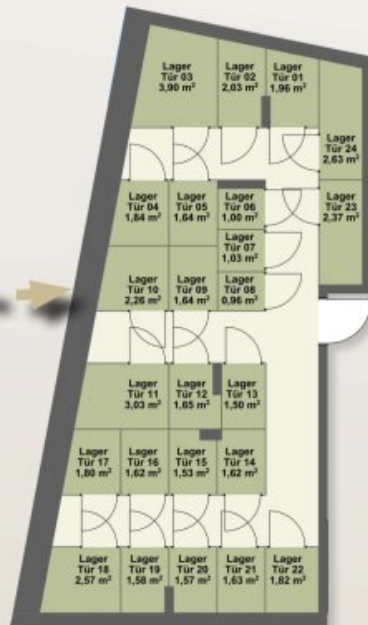 Lager
Tür 03
3,90 m²
Lager
Tür 02
2,03 m²
Lager
Tür 01
1,96 m²
Lager
Tür 24
2,63 m²
Lager
Tür 04
1,84 m²
Lager
Tür 05
1,64 m²
Lager
Tür 06
1,00 m²
Lager
Tür 23
2,37 m²
Lager
Tür 07
1,03 m²
Lager
Tür 10
2,26 m²
Lager
Tür 09
1,64 m²
Lager
Tür 08
0,96 m²
Lager
Tür 11
3,03 m²
Lager
Tür 12
1,65 m²
Lager
Tür 13
1,50 m²
Lager
Tür 17
1,80 m²
Lager
Tür 16
1,62 m²
Lager
Tür 15
1,53 m²
Lager
Tür 14
1,62 m²
Lager
Tür 18
2,57 m²
Lager
Tür 19
1,58 m²
Lager
Tür 20
1,57 m²
Lager
Tür 21
1,63 m²
Lager
Tür 22
1,82 m²